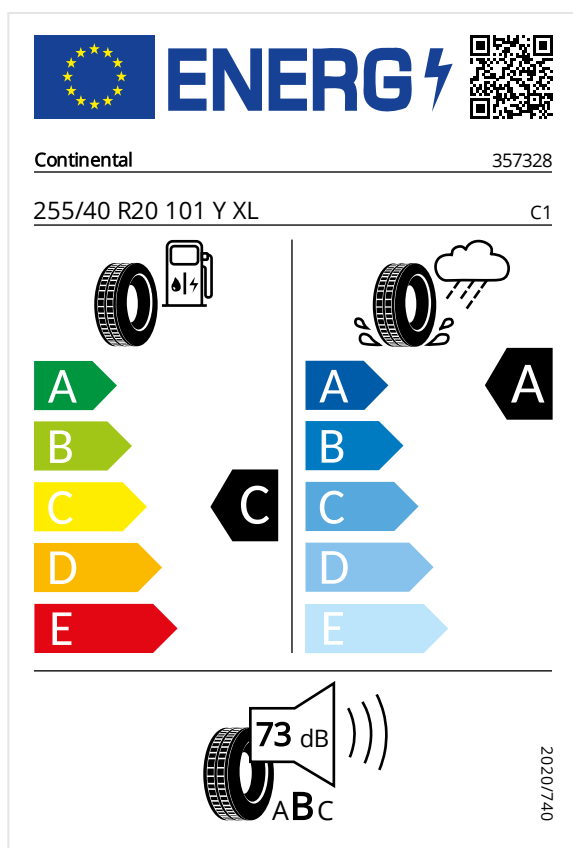 ENERG
Continental 357328
255/40 R20 101 Y XL C1
A A A
B B
C C C
D D
E E
73 dB
ABC
2020/740